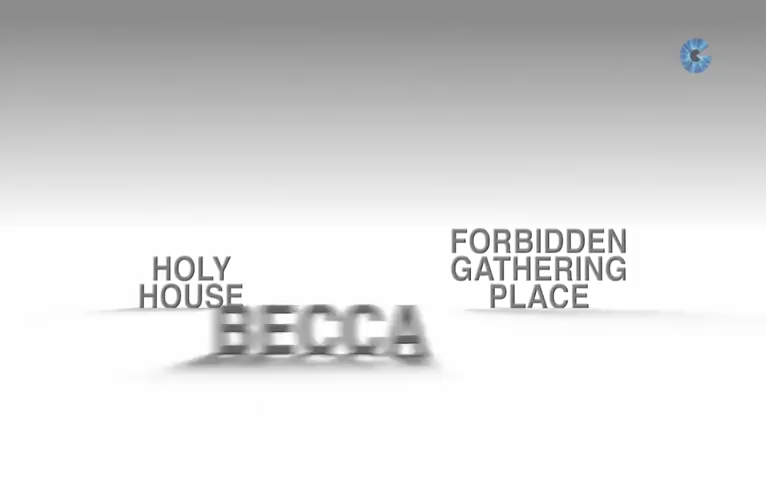 HOLY
HOUSE
FORBIDDEN
GATHERING
PLACE
BECCA